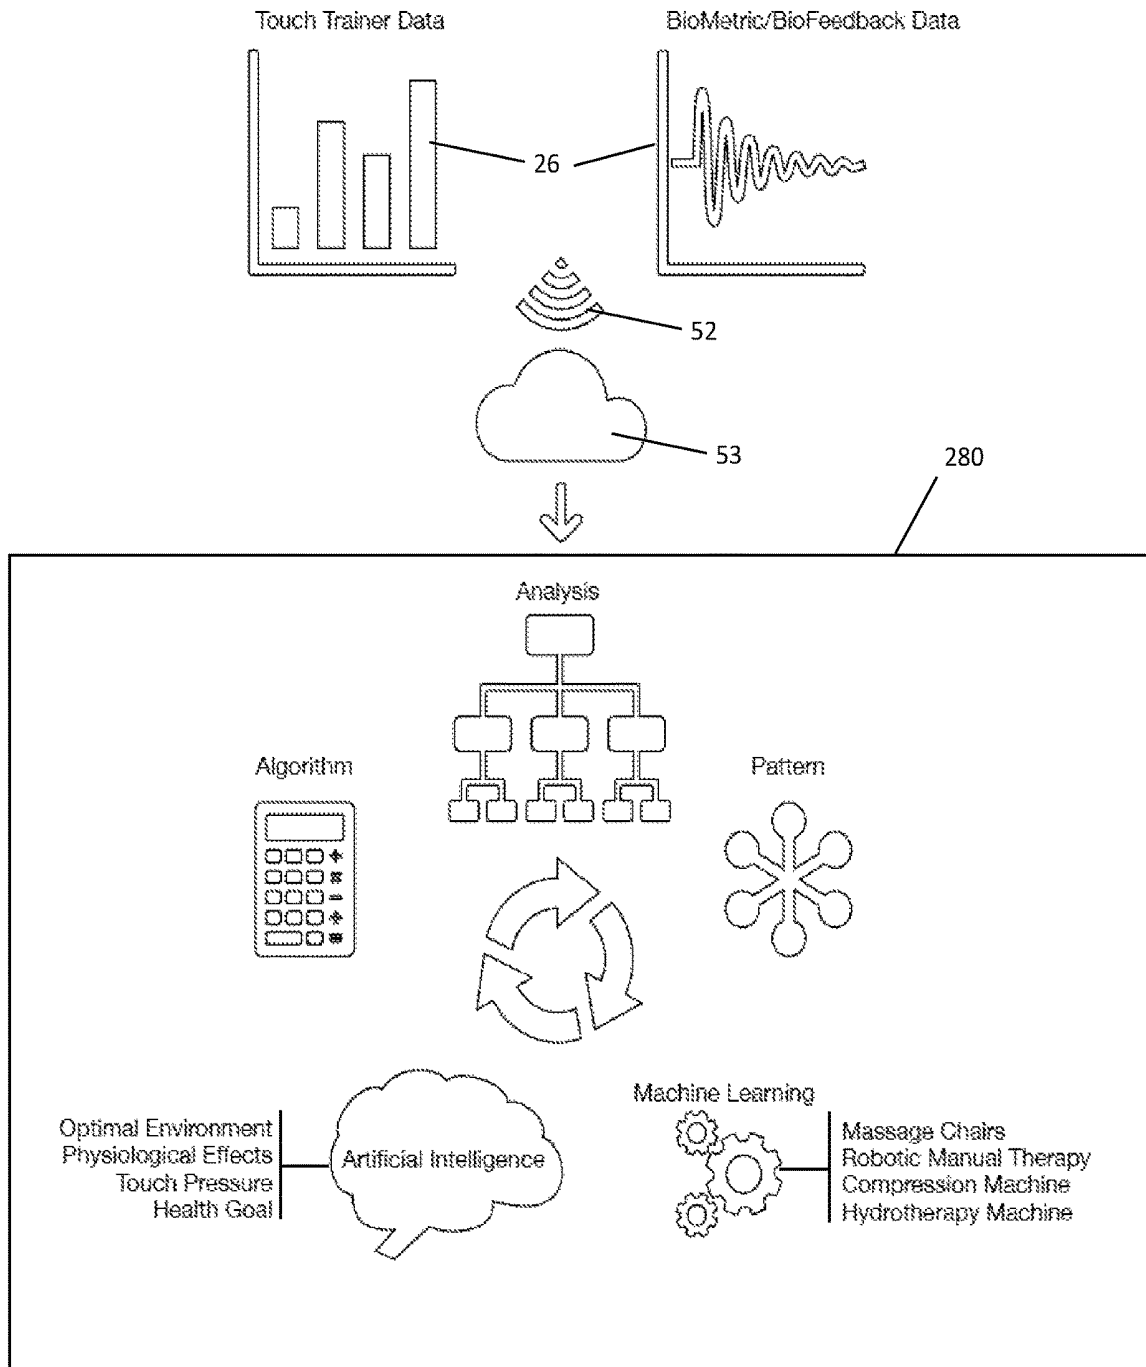 Touch Trainer Data
BioMetric/BioFeedback Data
26
52
53
280
Analysis
Algorithm
Pattern
Machine Learning
Optimal Environment
Physiological Effects
Touch Pressure
Health Goal
Artificial Intelligence
Massage Chairs
Robotic Manual Therapy
Compression Machine
Hydrotherapy Machine